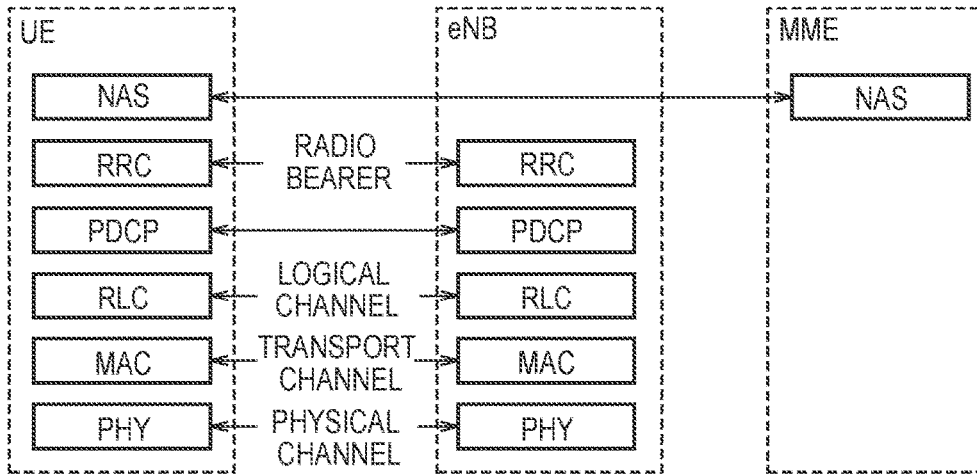 UE
eNB
MME
NAS
NAS
RRC
RADIO
BEARER
RRC
PDCP
PDCP
RLC
LOGICAL
CHANNEL
RLC
MAC
TRANSPORT
CHANNEL
MAC
PHY
PHYSICAL
CHANNEL
PHY